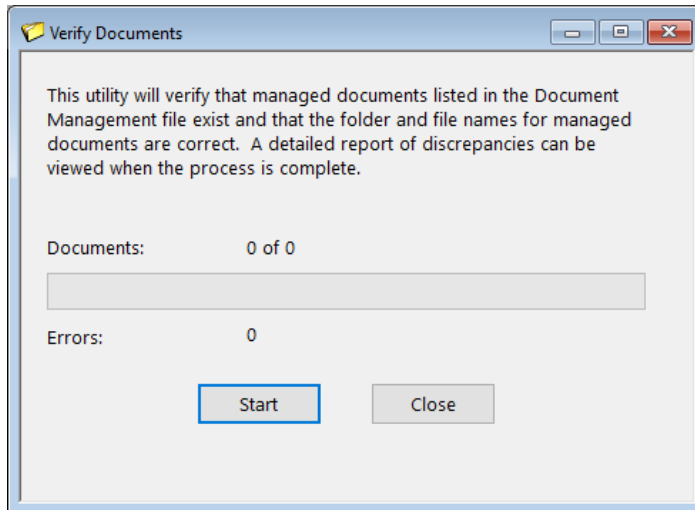 Verify Documents
This utility will verify that managed documents listed in the Document
Management file exist and that the folder and file names for managed
documents are correct.  A detailed report of discrepancies can be
viewed when the process is complete.
Documents: 0 of 0
Errors: 0
Start Close